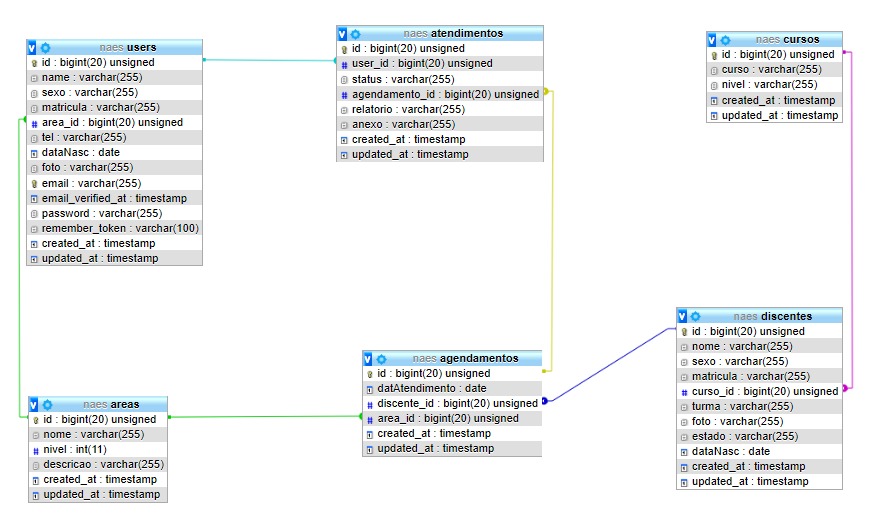 naes users
id : bigint(20) unsigned
name : varchar(255)
sexo : varchar(255)
matricula : varchar(255)
area_id : bigint(20) unsigned
tel : varchar(255)
dataNasc : date
foto : varchar(255)
email : varchar(255)
email_verified_at : timestamp
password : varchar(255)
remember_token : varchar(100)
created_at : timestamp
updated_at : timestamp
naes atendimentos
id : bigint(20) unsigned
user_id : bigint(20) unsigned
status : varchar(255)
agendamento_id : bigint(20) unsigned
relatorio : varchar(255)
anexo : varchar(255)
created_at : timestamp
updated_at : timestamp
naes cursos
id : bigint(20) unsigned
curso : varchar(255)
nivel : varchar(255)
created_at : timestamp
updated_at : timestamp
naes areas
id : bigint(20) unsigned
nome : varchar(255)
nivel : int(11)
descricao : varchar(255)
created_at : timestamp
updated_at : timestamp
naes agendamentos
id : bigint(20) unsigned
datAtendimento : date
discente_id : bigint(20) unsigned
area_id : bigint(20) unsigned
created_at : timestamp
updated_at : timestamp
naes discentes
id : bigint(20) unsigned
nome : varchar(255)
sexo : varchar(255)
matricula : varchar(255)
curso_id : bigint(20) unsigned
turma : varchar(255)
foto : varchar(255)
estado : varchar(255)
dataNasc : date
created_at : timestamp
updated_at : timestamp